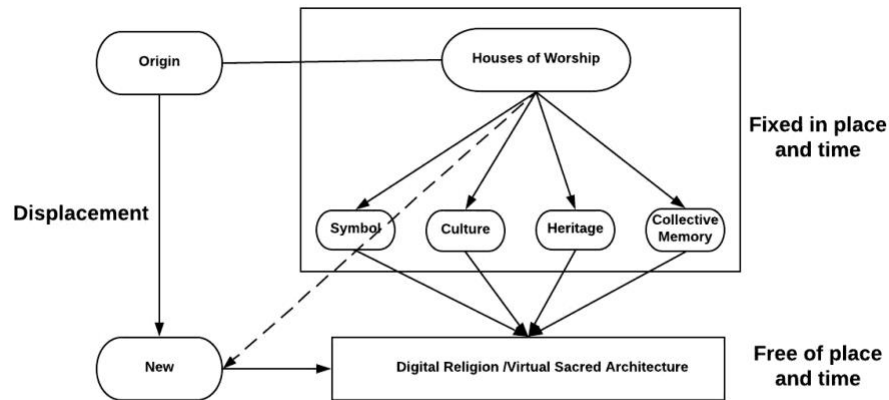 Origin
Houses of Worship
Fixed in place
and time
Displacement
Symbol
Culture
Heritage
Collective
Memory
New
Digital Religion /Virtual Sacred Architecture
Free of place
and time